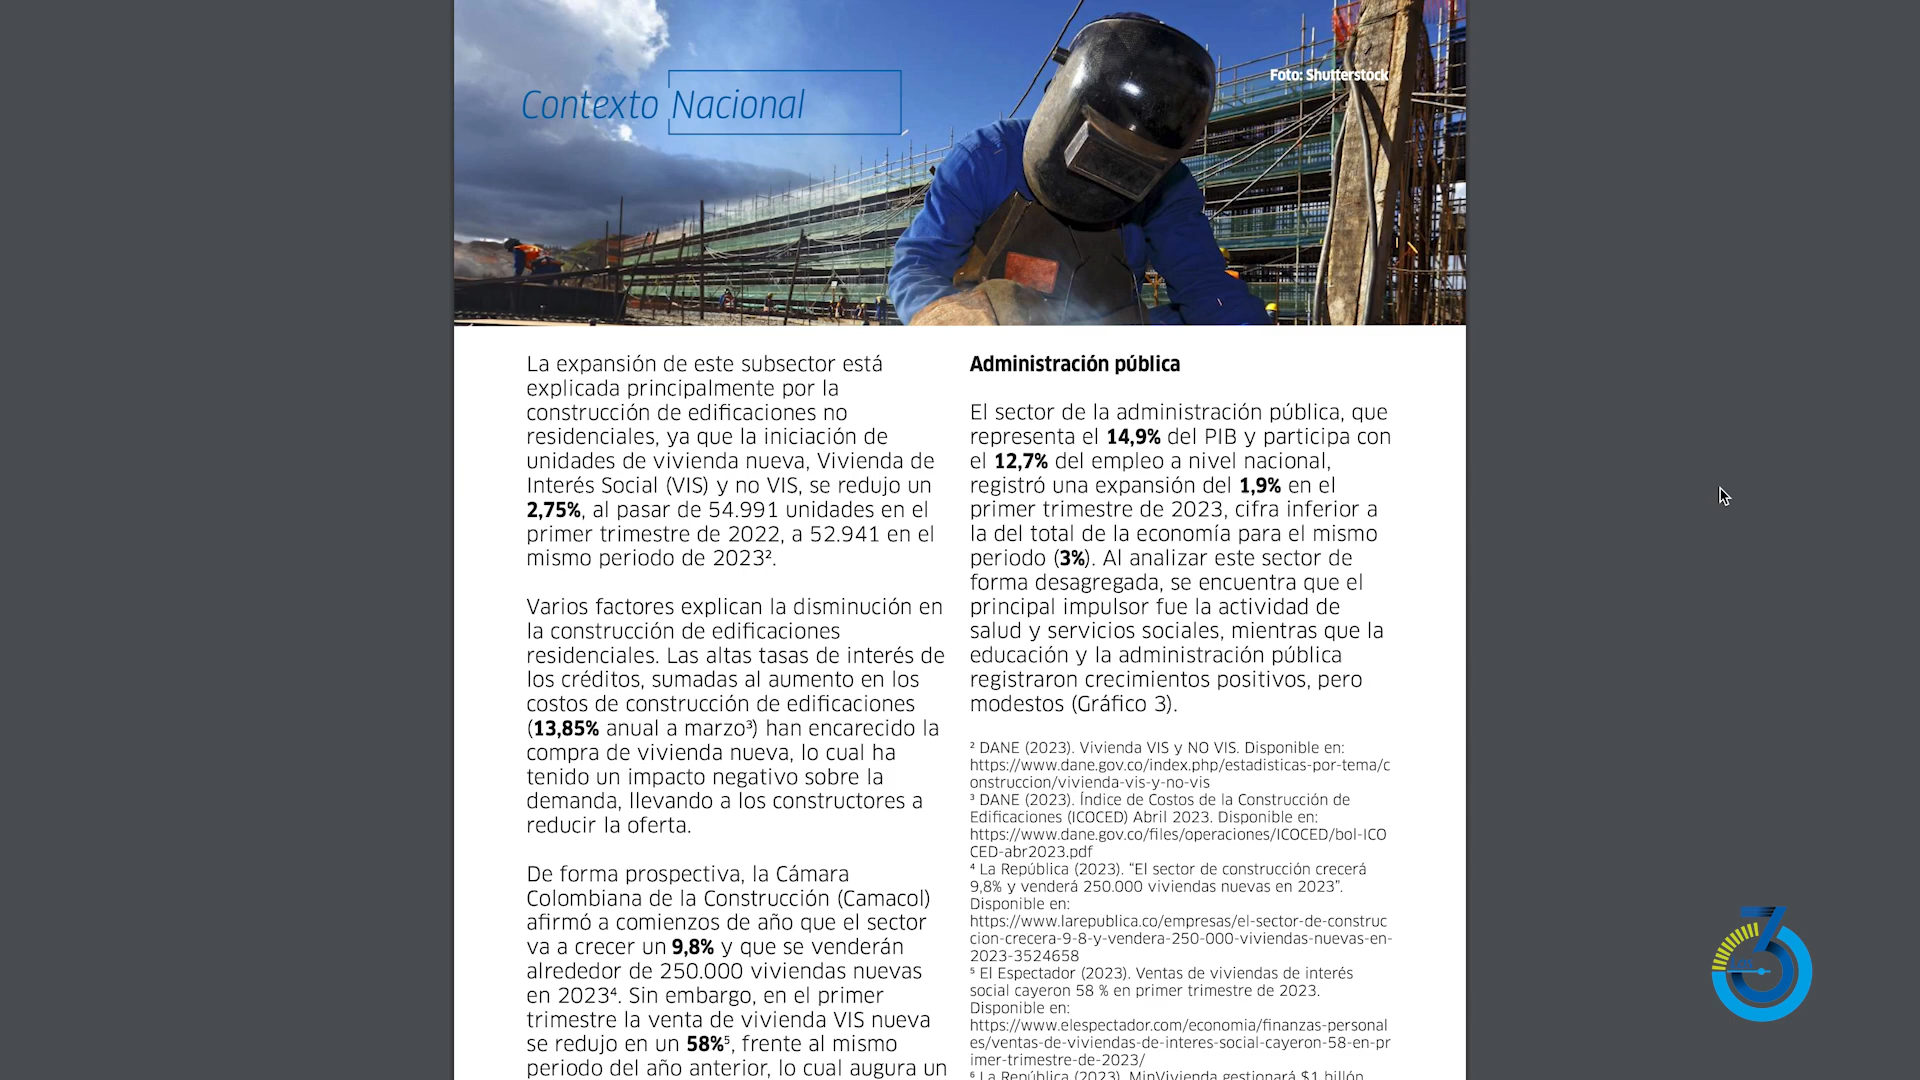 Contexto Nacional
Foto: Shutterstock
La expansión de este subsector está
explicada principalmente por la
construcción de edificaciones no
residenciales, ya que la iniciación de
unidades de vivienda nueva, Vivienda de
Interés Social (VIS) y no VIS, se redujo un
2,75%, al pasar de 54.991 unidades en el
primer trimestre de 2022, a 52.941 en el
mismo periodo de 2023².
Varios factores explican la disminución en
la construcción de edificaciones
residenciales. Las altas tasas de interés de
los créditos, sumadas al aumento en los
costos de construcción de edificaciones
(13,85% anual a marzo³) han encarecido la
compra de vivienda nueva, lo cual ha
tenido un impacto negativo sobre la
demanda, llevando a los constructores a
reducir la oferta.
De forma prospectiva, la Cámara
Colombiana de la Construcción (Camacol)
afirmó a comienzos de año que el sector
va a crecer un 9,8% y que se venderán
alrededor de 250.000 viviendas nuevas
en 2023⁴. Sin embargo, en el primer
trimestre la venta de vivienda VIS nueva
se redujo en un 58%⁵, frente al mismo
periodo del año anterior, lo cual augura un
Administración pública
El sector de la administración pública, que
representa el 14,9% del PIB y participa con
el 12,7% del empleo a nivel nacional,
registró una expansión del 1,9% en el
primer trimestre de 2023, cifra inferior a
la del total de la economía para el mismo
periodo (3%). Al analizar este sector de
forma desagregada, se encuentra que el
principal impulsor fue la actividad de
salud y servicios sociales, mientras que la
educación y la administración pública
registraron crecimientos positivos, pero
modestos (Gráfico 3).
² DANE (2023). Vivienda VIS y NO VIS. Disponible en:
https://www.dane.gov.co/index.php/estadisticas-por-tema/c
onstruccion/vivienda-vis-y-no-vis
³ DANE (2023). Índice de Costos de la Construcción de
Edificaciones (ICOCED) Abril 2023. Disponible en:
https://www.dane.gov.co/files/operaciones/ICOCED/bol-ICO
CED-abr2023.pdf
⁴ La República (2023). “El sector de construcción crecerá
9,8% y venderá 250.000 viviendas nuevas en 2023”.
Disponible en:
https://www.larepublica.co/empresas/el-sector-de-construc
cion-crecera-9-8-y-vendera-250-000-viviendas-nuevas-en-
2023-3524658
⁵ El Espectador (2023). Ventas de viviendas de interés
social cayeron 58 % en primer trimestre de 2023.
Disponible en:
https://www.elespectador.com/economia/finanzas-personal
es/ventas-de-viviendas-de-interes-social-cayeron-58-en-pr
imer-trimestre-de-2023/
⁶ La República (2023). MinVivienda gestionará $1 billón
3